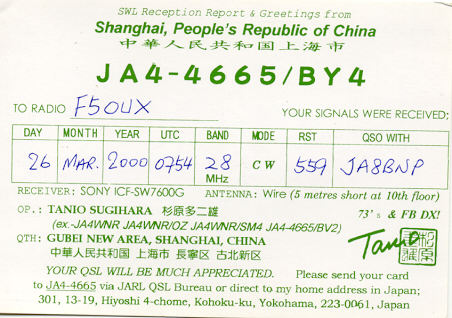 SWL Reception Report & Greetings from
Shanghai, People's Republic of China
中華人民共和国上海市
JA4-4665/BY4
TO RADIO F5OUX YOUR SIGNALS WERE RECEIVED:
DAY MONTH YEAR UTC BAND MODE RST QSO WITH
26 MAR. 2000 0754 28 MHz CW 559 JA8BNP
RECEIVER: SONY ICF-SW7600G ANTENNA: Wire (5 metres short at 10th floor)
OP.: TANIO SUGIHARA 杉原多二雄 73's & FB DX!
(ex.-JA4WNR JA4WNR/OZ JA4WNR/SM4 JA4-4665/BV2)
QTH: GUBEI NEW AREA, SHANGHAI, CHINA Tanio
中華人民共和国 上海市 長寧区 古北新区
YOUR QSL WILL BE MUCH APPRECIATED. Please send your card
to JA4-4665 via JARL QSL Bureau or direct to my home address in Japan;
301, 13-19, Hiyoshi 4-chome, Kohoku-ku, Yokohama, 223-0061, Japan